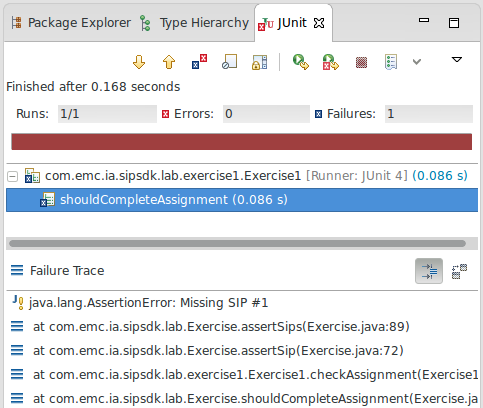 Package Explorer Type Hierarchy JUnit
Finished after 0.168 seconds
Runs: 1/1 Errors: 0 Failures: 1
com.emc.ia.sipsdk.lab.exercise1.Exercise1 [Runner: JUnit 4] (0.086 s)
shouldCompleteAssignment (0.086 s)
Failure Trace
java.lang.AssertionError: Missing SIP #1
at com.emc.ia.sipsdk.lab.Exercise.assertSips(Exercise.java:89)
at com.emc.ia.sipsdk.lab.Exercise.assertSip(Exercise.java:72)
at com.emc.ia.sipsdk.lab.exercise1.Exercise1.checkAssignment(Exercise1
at com.emc.ia.sipsdk.lab.Exercise.shouldCompleteAssignment(Exercise.ja